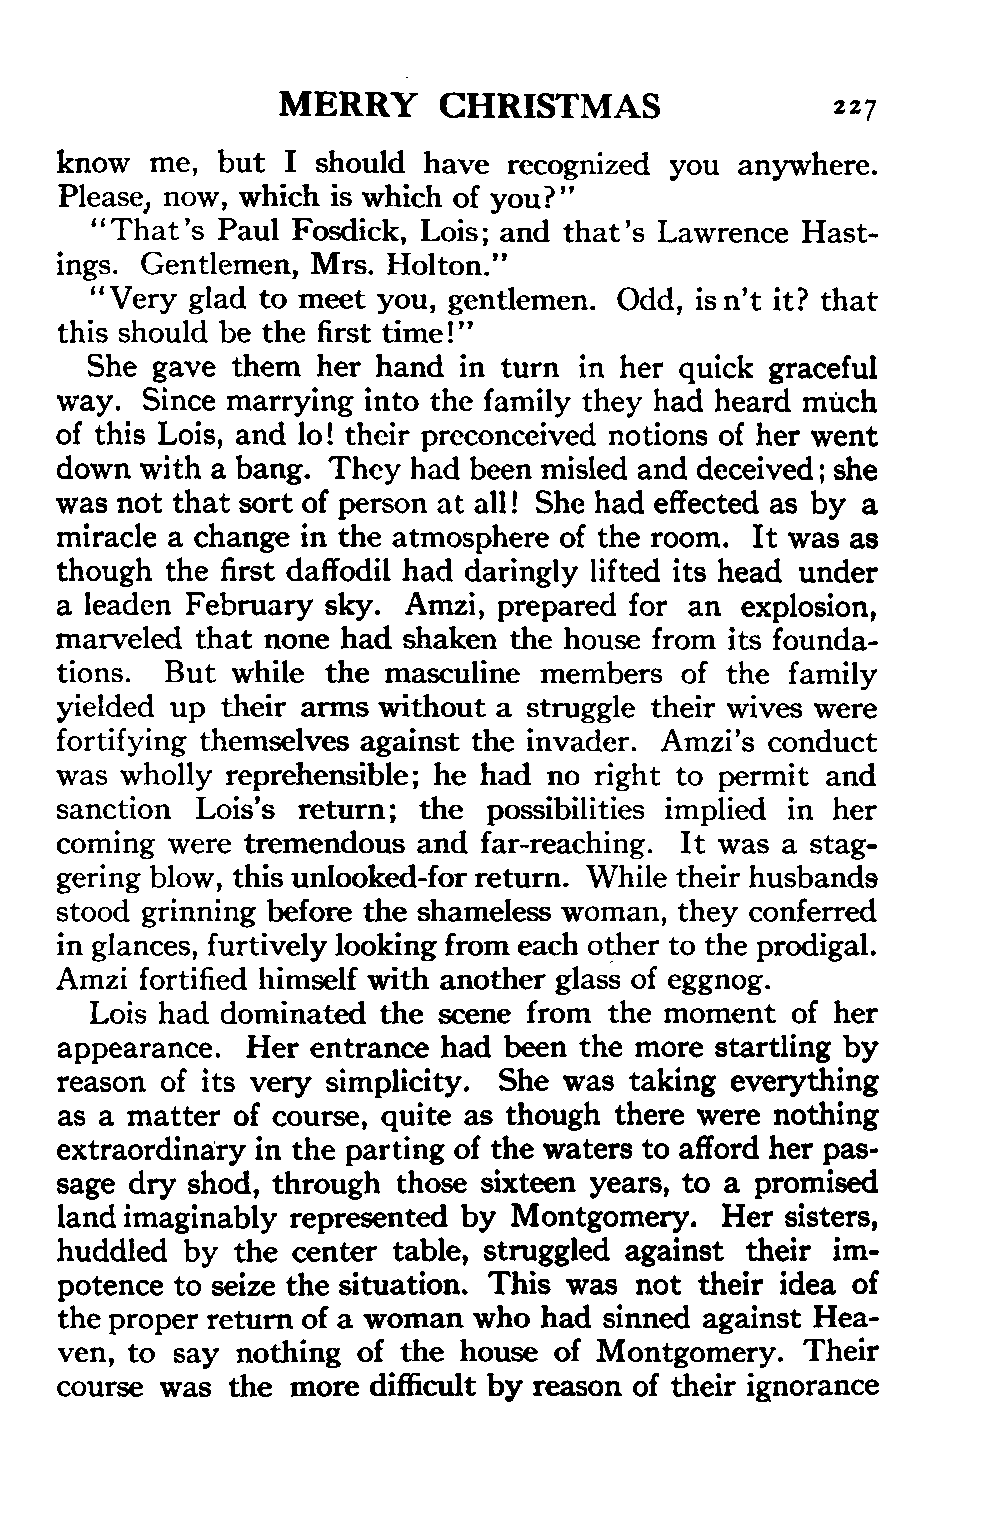 MERRY CHRISTMAS 227
know me, but I should have recognized you anywhere.
Please, now, which is which of you?"
"That's Paul Fosdick, Lois; and that's Lawrence Hast-
ings. Gentlemen, Mrs. Holton."
"Very glad to meet you, gentlemen. Odd, is n't it? that
this should be the first time!"
She gave them her hand in turn in her quick graceful
way. Since marrying into the family they had heard much
of this Lois, and lo! their preconceived notions of her went
down with a bang. They had been misled and deceived; she
was not that sort of person at all! She had effected as by a
miracle a change in the atmosphere of the room. It was as
though the first daffodil had daringly lifted its head under
a leaden February sky. Amzi, prepared for an explosion,
marveled that none had shaken the house from its founda-
tions. But while the masculine members of the family
yielded up their arms without a struggle their wives were
fortifying themselves against the invader. Amzi's conduct
was wholly reprehensible; he had no right to permit and
sanction Lois's return; the possibilities implied in her
coming were tremendous and far-reaching. It was a stag-
gering blow, this unlooked-for return. While their husbands
stood grinning before the shameless woman, they conferred
in glances, furtively looking from each other to the prodigal.
Amzi fortified himself with another glass of eggnog.
Lois had dominated the scene from the moment of her
appearance. Her entrance had been the more startling by
reason of its very simplicity. She was taking everything
as a matter of course, quite as though there were nothing
extraordinary in the parting of the waters to afford her pas-
sage dry shod, through those sixteen years, to a promised
land imaginably represented by Montgomery. Her sisters,
huddled by the center table, struggled against their im-
potence to seize the situation. This was not their idea of
the proper return of a woman who had sinned against Hea-
ven, to say nothing of the house of Montgomery. Their
course was the more difficult by reason of their ignorance